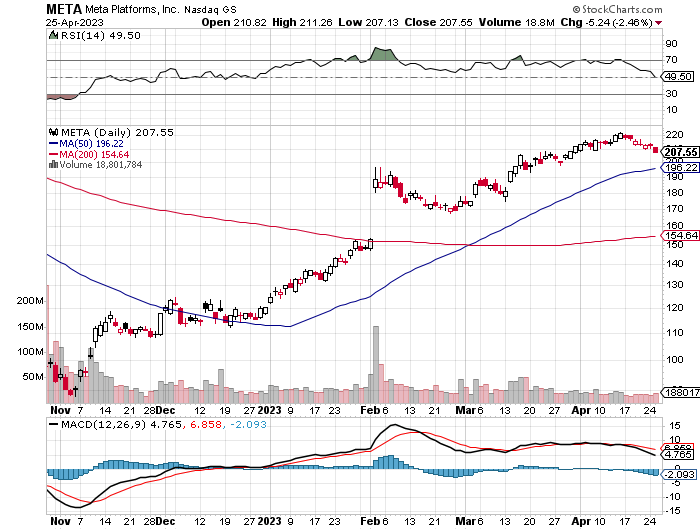 META Meta Platforms, Inc. Nasdaq GS © StockCharts.com
25-Apr-2023 Open 210.82 High 211.26 Low 207.13 Close 207.55 Volume 18.8M Chg -5.24 (-2.46%)
RSI(14) 49.50
90
70
49.50
30
10
META (Daily) 207.55
MA(50) 196.22
MA(200) 154.64
Volume 18,801,784
220
207.55
196.22
190
180
170
160
154.64
150
140
130
120
110
100
200M
150M
100M
50M
188017
Nov 7 14 21 28 Dec 12 19 27 2023 9 17 23 Feb 6 13 21 Mar 6 13 20 27 Apr 10 17 24
MACD(12,26,9) 4.765, 6.858, -2.093
15
10
6.858
4.765
0
-2.093
-5
-10
Nov 7 14 21 28 Dec 12 19 27 2023 9 17 23 Feb 6 13 21 Mar 6 13 20 27 Apr 10 17 24